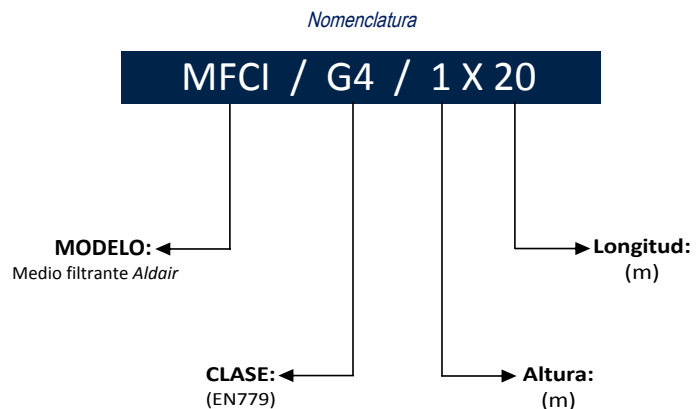 Nomenclatura
MFCI / G4 / 1 X 20
MODELO:
Medio filtrante Aldair
Longitud:
(m)
CLASE:
(EN779)
Altura:
(m)